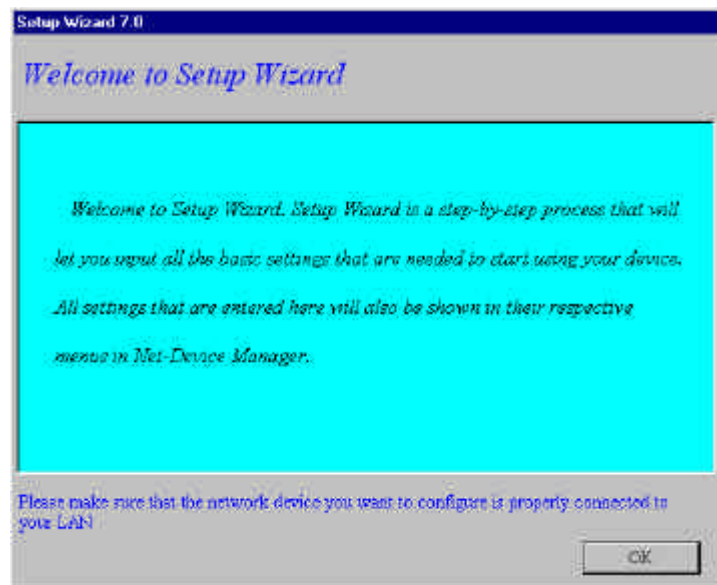 Setup Wizard 7.0
Welcome to Setup Wizard
Welcome to Setup Wizard. Setup Wizard is a step-by-step process that will
let you input all the basic settings that are needed to start using your device.
All settings that are entered here will also be shown in their respective
menus in Net-Device Manager.
Please make sure that the network device you want to configure is properly connected to
your LAN
OK